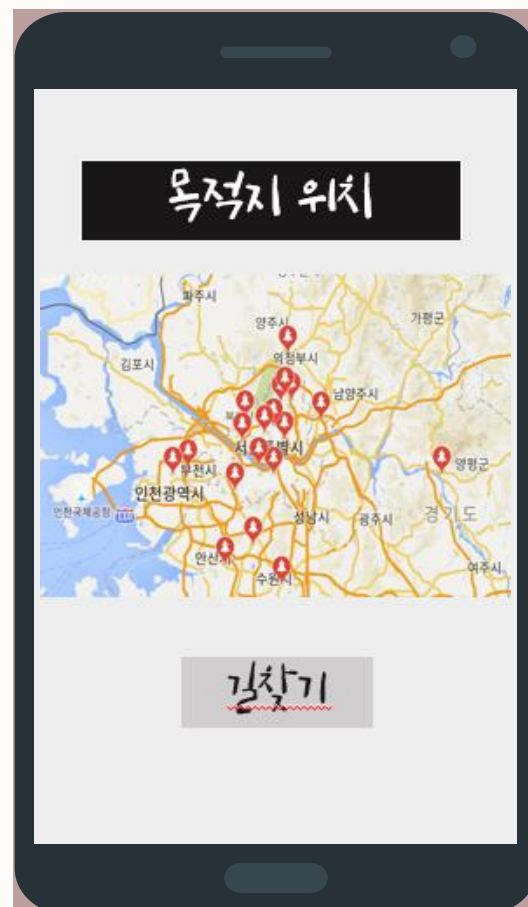 목적지 위치
파주시
양주시
가평군
의정부시
김포시
남양주시
부천시
양평군
인천광역시
인천국제공항
성남시
광주시
경기도
여주시
수원시
길찾기